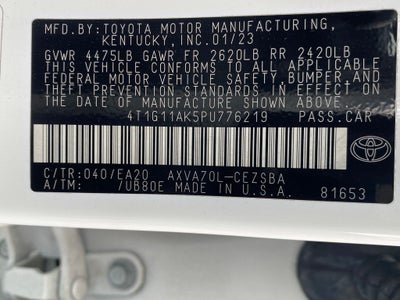 MFD.BY:TOYOTA MOTOR MANUFACTURING,
KENTUCKY,INC.01/23
GVWR 4475LB GAWR FR 2620LB RR 2420LB
THIS VEHICLE CONFORMS TO ALL APPLICABLE
FEDERAL MOTOR VEHICLE SAFETY,BUMPER,AND
THEFT PREVENTION STANDARDS IN EFFECT ON
THE DATE OF MANUFACTURE SHOWN ABOVE.
4T1G11AK5PU776219 PASS.CAR
C/TR:040/EA20 AXVA70L-CEZSBA
A/TM: /UB80E MADE IN U.S.A. 81653
TOYOTA